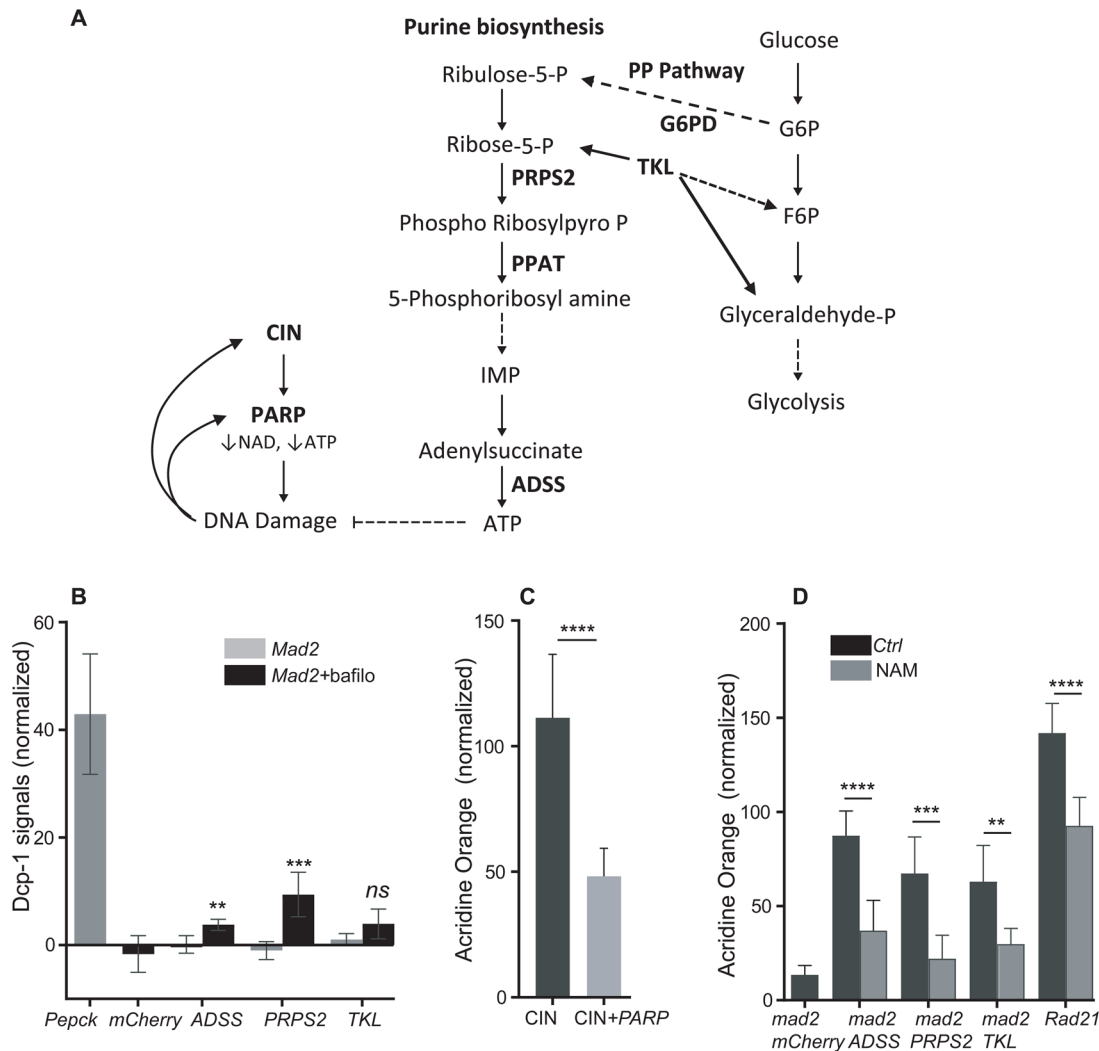 A
Purine biosynthesis
Glucose
Ribulose-5-P
PP Pathway
G6PD
G6P
Ribose-5-P
TKL
PRPS2
F6P
Phospho Ribosylpyro P
PPAT
5-Phosphoribosyl amine
Glyceraldehyde-P
CIN
IMP
Glycolysis
PARP
↓NAD, ↓ATP
Adenylsuccinate
ADSS
DNA Damage
ATP
B
Dcp-1 signals (normalized)
60
40
20
0
Mad2
Mad2+bafilo
**
***
ns
Pepck mCherry ADSS PRPS2 TKL
C
Acridine Orange (normalized)
150
100
50
0
****
CIN CIN+PARP
D
Acridine Orange (normalized)
200
150
100
50
0
Ctrl
NAM
****
***
**
****
mad2 mad2 mad2 mad2 Rad21
mCherry ADSS PRPS2 TKL